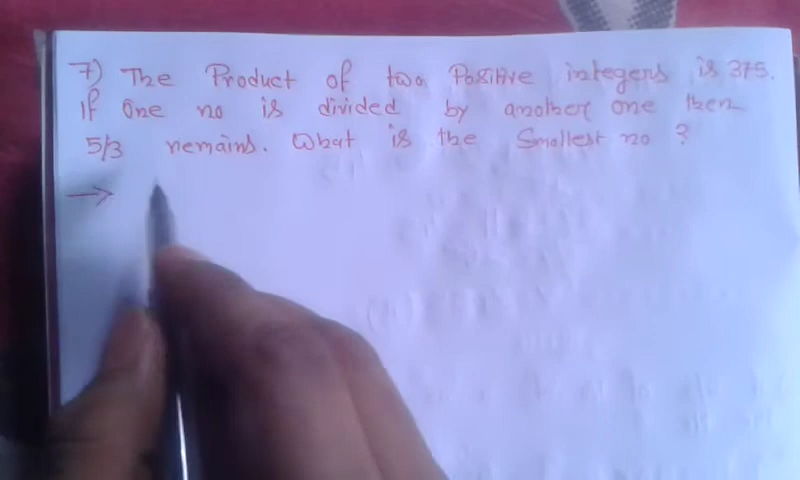 7) The Product of two Positive integers is 375.
If One no is divided by another one then
5/3 remains. What is the Smallest no ?
→